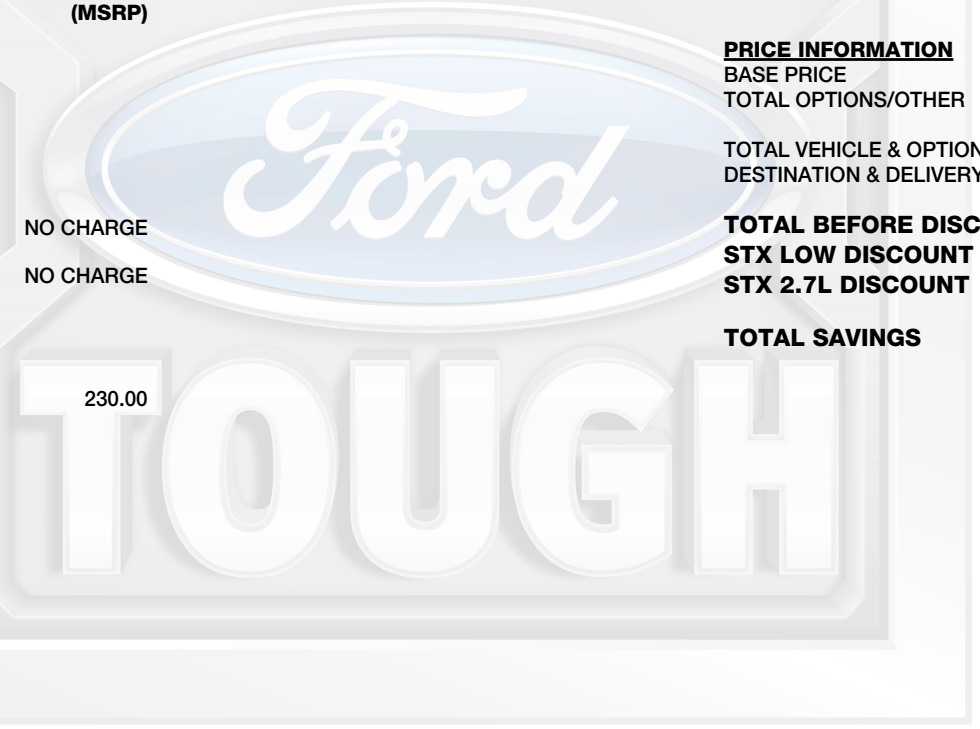 (MSRP)
NO CHARGE
NO CHARGE
230.00
PRICE INFORMATION
BASE PRICE
TOTAL OPTIONS/OTHER
TOTAL VEHICLE & OPTION
DESTINATION & DELIVERY
TOTAL BEFORE DISC
STX LOW DISCOUNT
STX 2.7L DISCOUNT
TOTAL SAVINGS
Ford
TOUGH